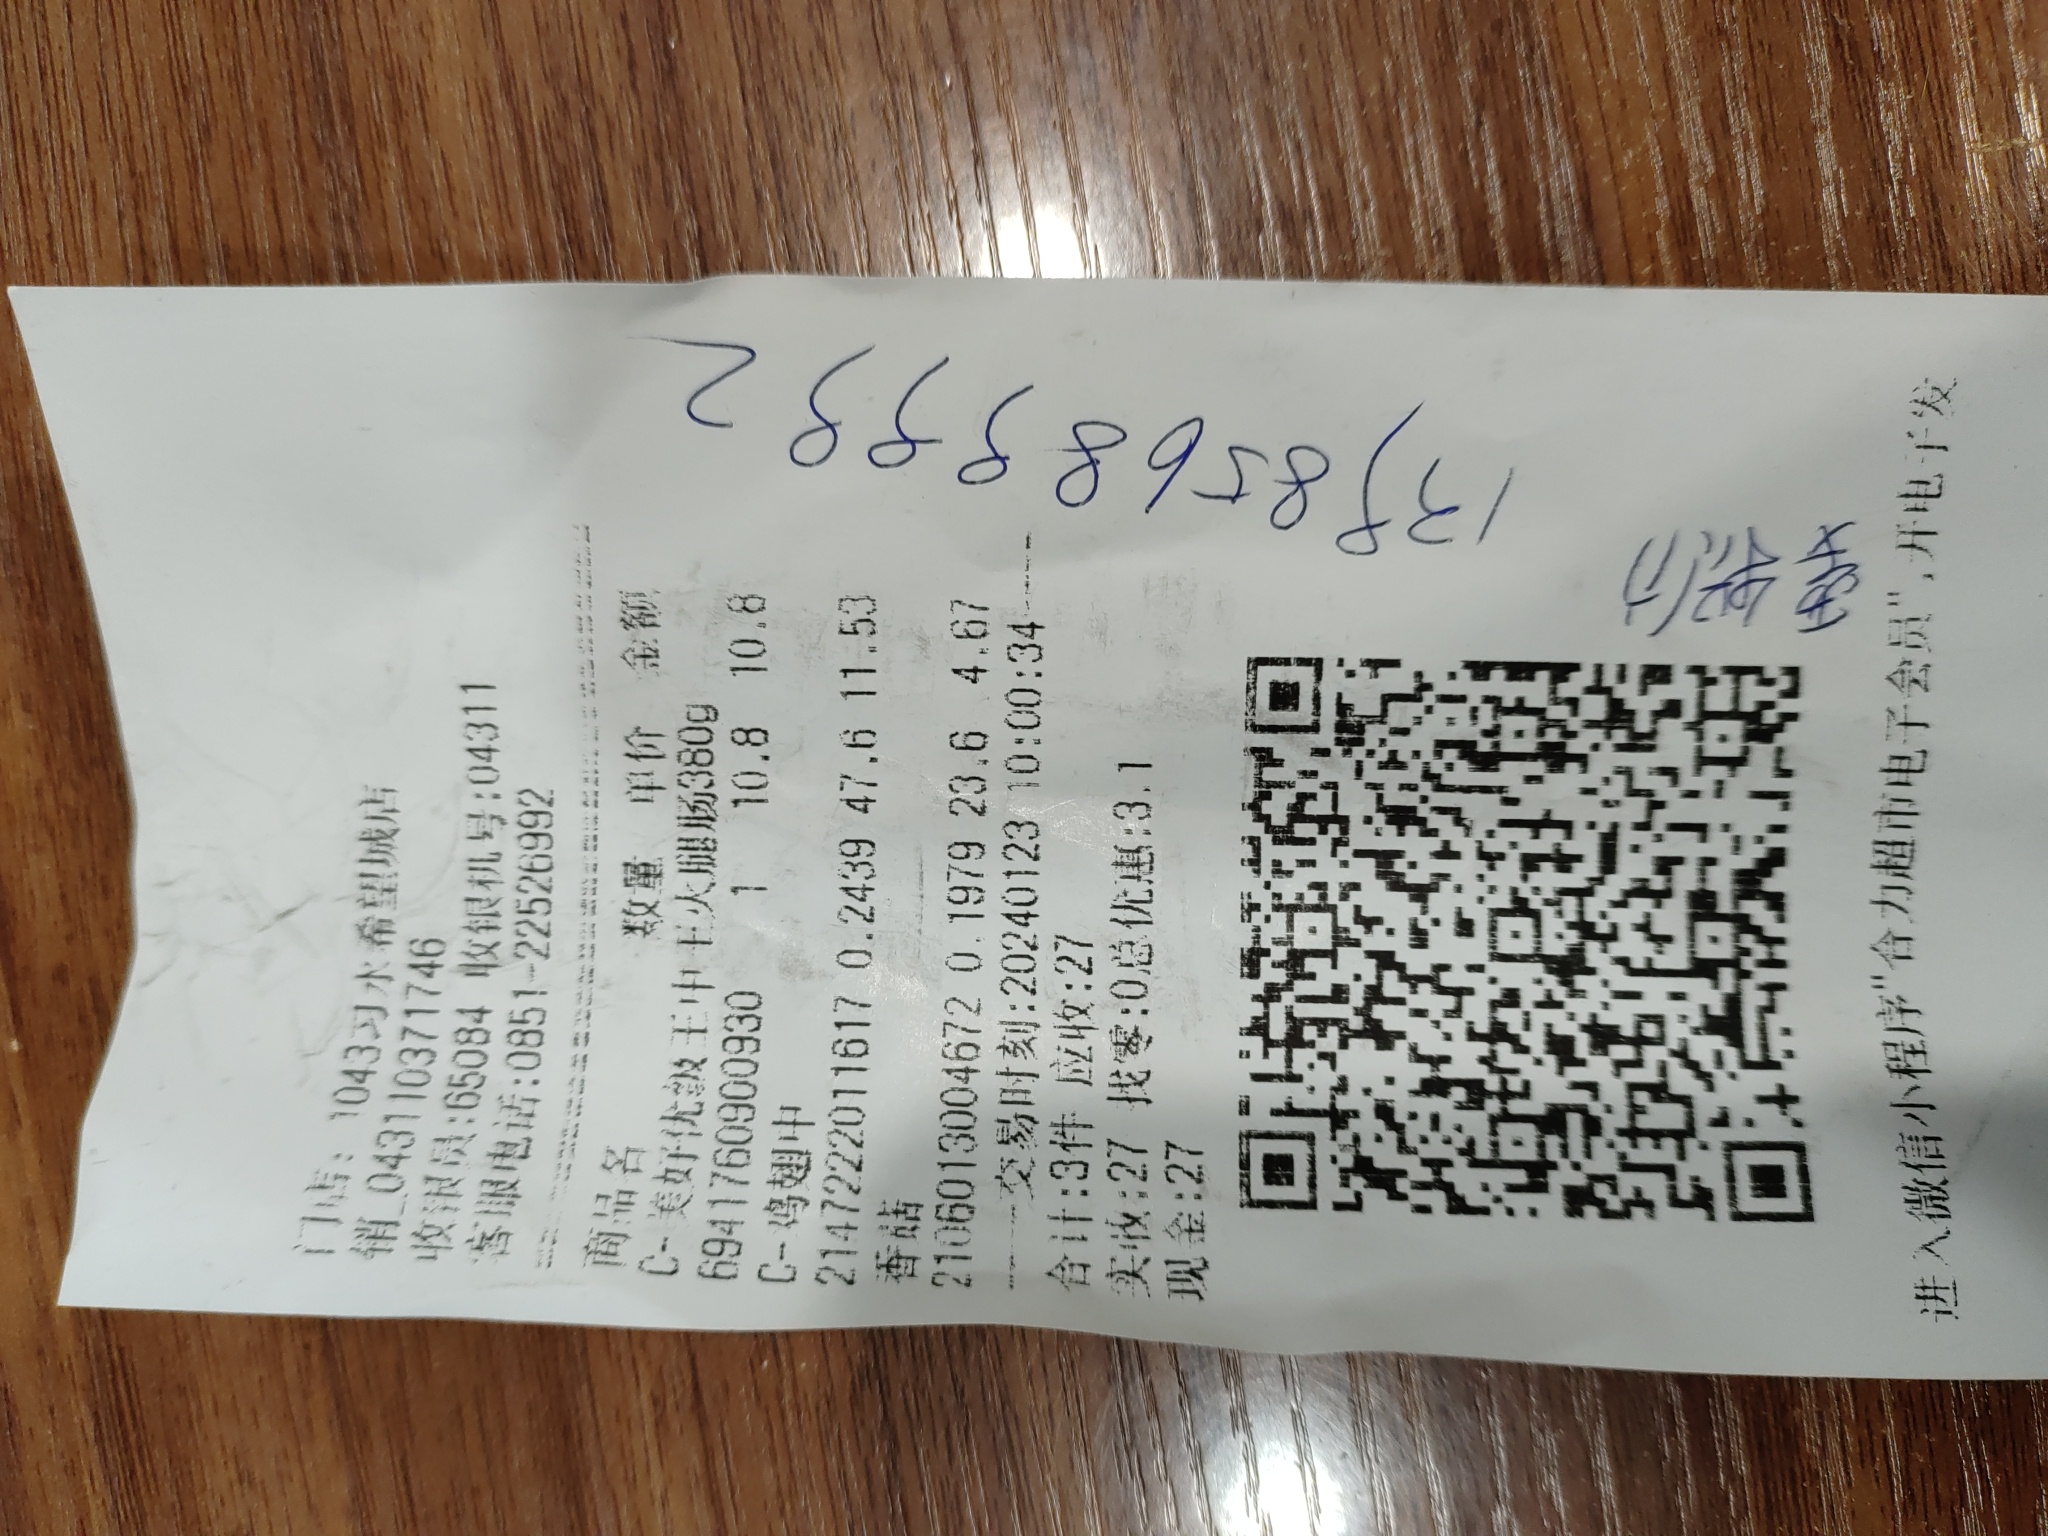 门店: 1043习水希望城店
销_043110371746
收银员:65084 收银机号:04311
客服电话:0851-22526992
商品名 数量 单价 金额
C--美好优级王中王火腿肠380g
6941760900930 1 10.8 10.8
C--鸡翅中
2147222011617 0.2439 47.6 11.53
香菇
2106013004672 0.1979 23.6 4.67
交易时刻:20240123 10:00:34
合计:3件 应收:27
实收:27 找零:0总优惠:3.1
现金:27
13985689992
进入微信小程序"合力超市电子会员",开电子发